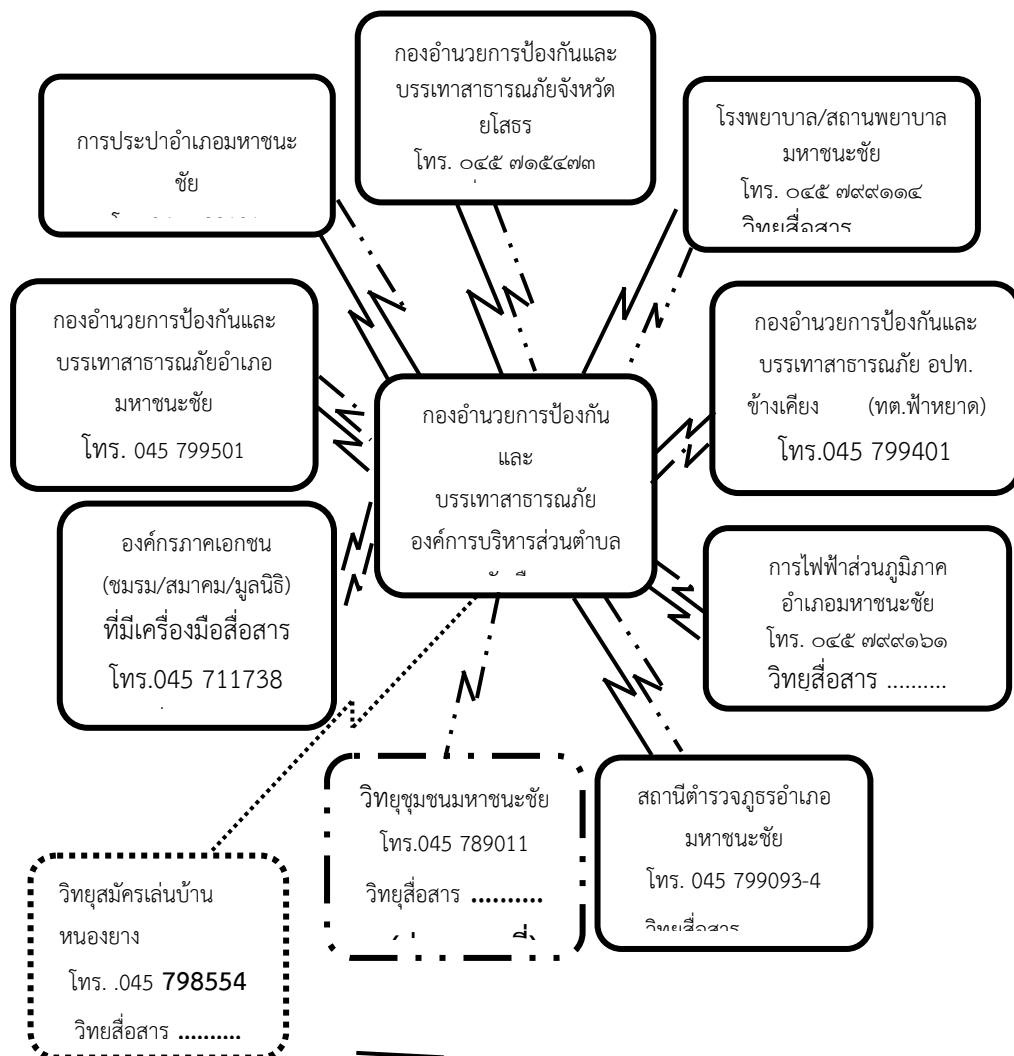 กองอำนวยการป้องกันและ
บรรเทาสาธารณภัยจังหวัด
ยโสธร
โทร. ๐๔๕ ๗๑๕๔๗๓
การประปาอำเภอมหาชนะ
ชัย
โรงพยาบาล/สถานพยาบาล
มหาชนะชัย
โทร. ๐๔๕ ๗๙๙๑๑๔
วิทยุสื่อสาร
กองอำนวยการป้องกันและ
บรรเทาสาธารณภัยอำเภอ
มหาชนะชัย
โทร. 045 799501
กองอำนวยการป้องกันและ
บรรเทาสาธารณภัย อปท.
ข้างเคียง (ทต.ฟ้าหยาด)
โทร.045 799401
กองอำนวยการป้องกัน
และ
บรรเทาสาธารณภัย
องค์การบริหารส่วนตำบล
องค์กรภาคเอกชน
(ชมรม/สมาคม/มูลนิธิ)
ที่มีเครื่องมือสื่อสาร
โทร.045 711738
การไฟฟ้าส่วนภูมิภาค
อำเภอมหาชนะชัย
โทร. ๐๔๕ ๗๙๙๑๖๑
วิทยุสื่อสาร ..........
วิทยุชุมชนมหาชนะชัย
โทร.045 789011
วิทยุสื่อสาร ..........
สถานีตำรวจภูธรอำเภอ
มหาชนะชัย
โทร. 045 799093-4
วิทยุสื่อสาร
วิทยุสมัครเล่นบ้าน
หนองยาง
โทร. .045 798554
วิทยุสื่อสาร ..........